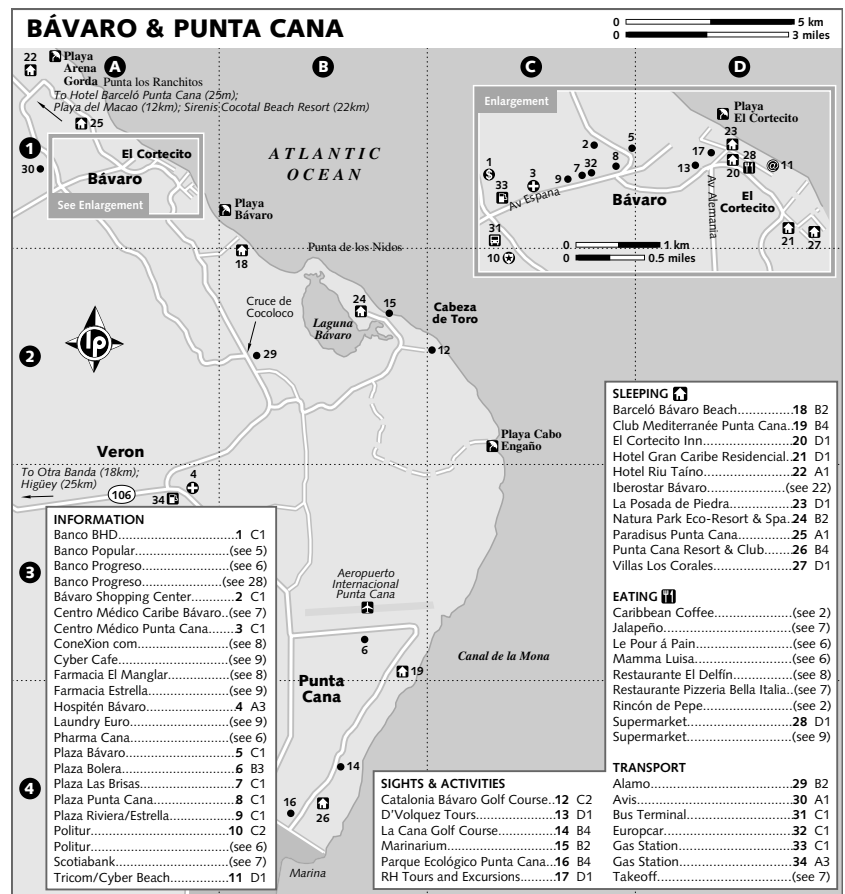 BÁVARO & PUNTA CANA
0 5 km
0 3 miles
A
B
C
D
22
Playa
Arena
Gorda
Punta los Ranchitos
To Hotel Barceló Punta Cana (25m);
Playa del Macao (12km); Sirenis Cocotal Beach Resort (22km)
25
1
El Cortecito
30
Bávaro
See Enlargement
ATLANTIC
OCEAN
Playa
Bávaro
Enlargement
Playa
El Cortecito
2
5
23
17
28
1
3
7 32
8
13
@ 11
33
9
20
Av España
Bávaro
Av Alemania
El
Cortecito
31
21
27
10
0 1 km
0 0.5 miles
18
Punta de los Nidos
24
15
Cabeza
de Toro
Cruce de
Cocoloco
Laguna
Bávaro
12
lp
2
29
Playa Cabo
Engaño
Veron
To Otra Banda (18km);
Higüey (25km)
4
106
34
3
Aeropuerto
Internacional
Punta Cana
6
Canal de la Mona
19
Punta
Cana
4
14
16
26
Marina
INFORMATION
Banco BHD...1 C1
Banco Popular...(see 5)
Banco Progreso...(see 6)
Banco Progreso...(see 28)
Bávaro Shopping Center...2 C1
Centro Médico Caribe Bávaro..(see 7)
Centro Médico Punta Cana...3 C1
ConeXion com...(see 8)
Cyber Cafe...(see 9)
Farmacia El Manglar...(see 8)
Farmacia Estrella...(see 9)
Hospitén Bávaro...4 A3
Laundry Euro...(see 9)
Pharma Cana...(see 6)
Plaza Bávaro...5 C1
Plaza Bolera...6 B3
Plaza Las Brisas...7 C1
Plaza Punta Cana...8 C1
Plaza Riviera/Estrella...9 C1
Politur...10 C2
Politur...(see 6)
Scotiabank...(see 7)
Tricom/Cyber Beach...11 D1
SIGHTS & ACTIVITIES
Catalonia Bávaro Golf Course..12 C2
D'Volquez Tours...13 D1
La Cana Golf Course...14 B4
Marinarium...15 B2
Parque Ecológico Punta Cana...16 B4
RH Tours and Excursions...17 D1
SLEEPING
Barceló Bávaro Beach...18 B2
Club Mediterranée Punta Cana..19 B4
El Cortecito Inn...20 D1
Hotel Gran Caribe Residencial..21 D1
Hotel Riu Taíno...22 A1
Iberostar Bávaro...(see 22)
La Posada de Piedra...23 D1
Natura Park Eco-Resort & Spa..24 B2
Paradisus Punta Cana...25 A1
Punta Cana Resort & Club...26 B4
Villas Los Corales...27 D1
EATING
Caribbean Coffee...(see 2)
Jalapeño...(see 7)
Le Pour á Pain...(see 6)
Mamma Luisa...(see 6)
Restaurante El Delfín...(see 8)
Restaurante Pizzeria Bella Italia..(see 7)
Rincón de Pepe...(see 2)
Supermarket...28 D1
Supermarket...(see 9)
TRANSPORT
Alamo...29 B2
Avis...30 A1
Bus Terminal...31 C1
Europcar...32 C1
Gas Station...33 C1
Gas Station...34 A3
Takeoff...(see 7)